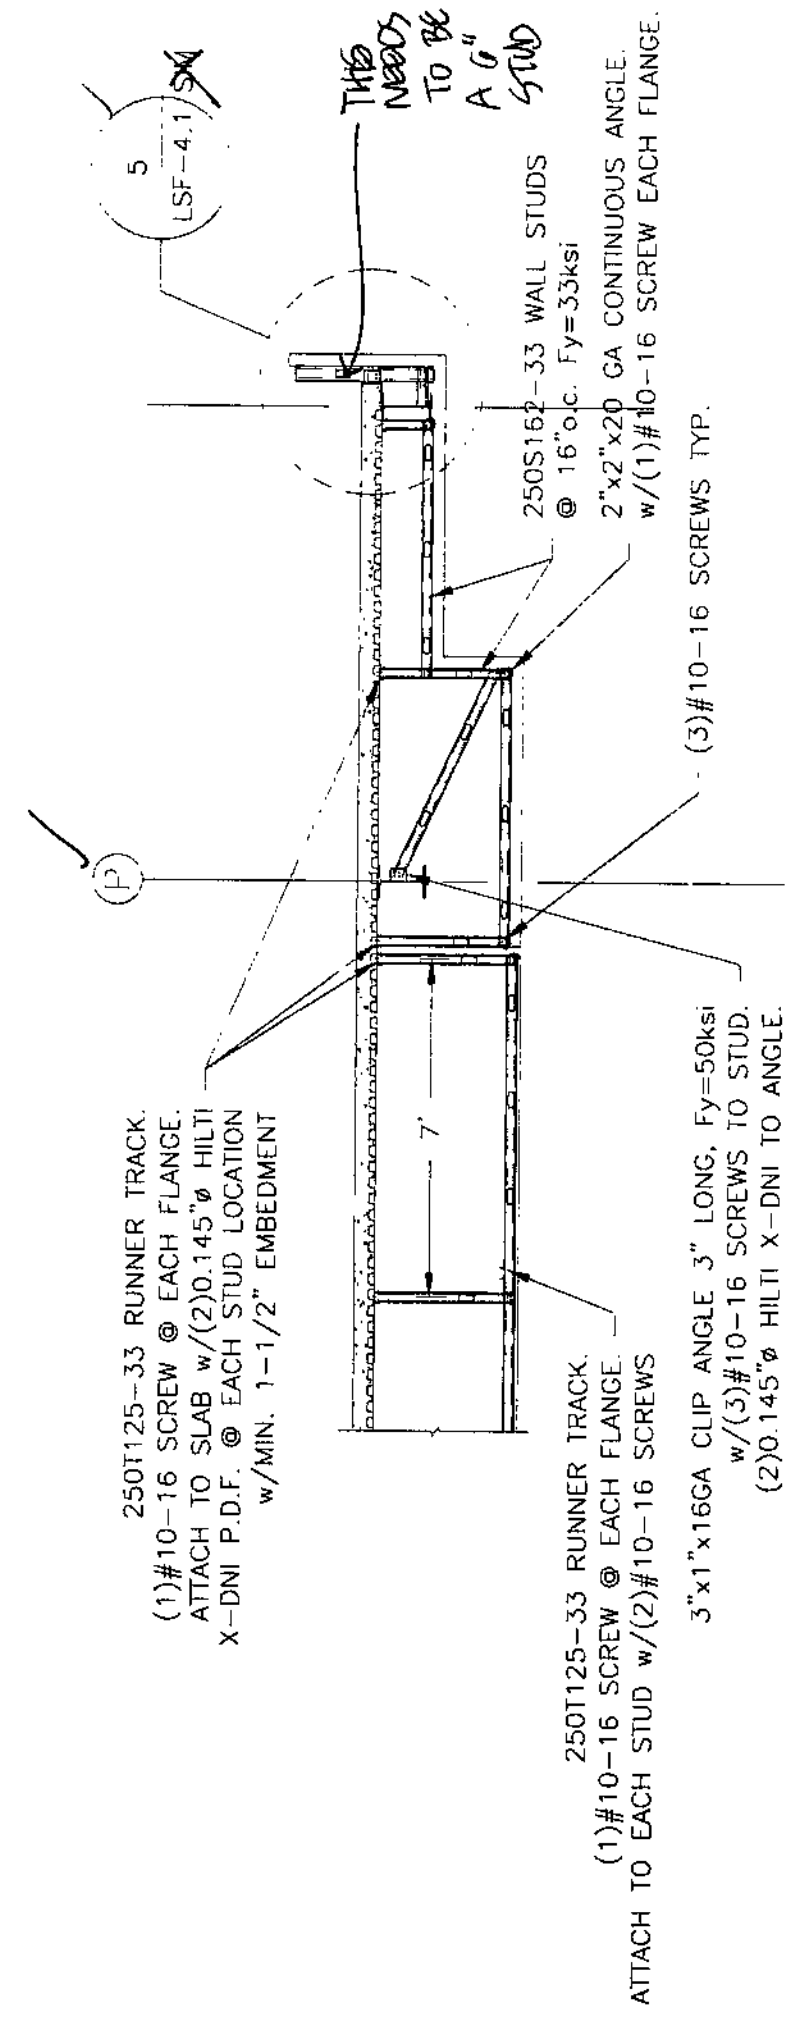 5
LSF-4.1
THIS
NEEDS
TO BE
A 6"
STUD
250S162-33 WALL STUDS
@ 16"o.c. Fy=33ksi
2"x2"x20 GA CONTINUOUS ANGLE.
w/(1)#10-16 SCREW EACH FLANGE.
(3)#10-16 SCREWS TYP.
P
7'
250T125-33 RUNNER TRACK.
(1)#10-16 SCREW @ EACH FLANGE.
ATTACH TO SLAB w/(2)0.145"ø HILTI
X-DNI P.D.F. @ EACH STUD LOCATION
w/MIN. 1-1/2" EMBEDMENT
250T125-33 RUNNER TRACK.
(1)#10-16 SCREW @ EACH FLANGE.
ATTACH TO EACH STUD w/(2)#10-16 SCREWS
3"x1"x16GA CLIP ANGLE 3" LONG, Fy=50ksi
w/(3)#10-16 SCREWS TO STUD.
(2)0.145"ø HILTI X-DNI TO ANGLE.